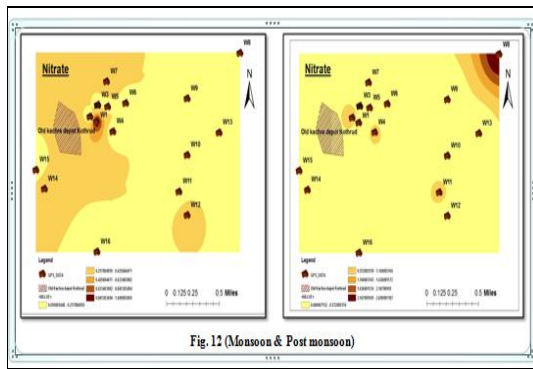 Nitrate
N
W8
W7
W9
W3
W5
W6
W1
W4
W13
Old kachra depot Kothrud
W10
W15
W14
W11
W12
W16
Legend
GPS_DATA
Old Kachra depot Kothrud
<VALUE>
0 0.125 0.25 0.5 Miles
Nitrate
N
W8
W7
W9
W3
W5
W6
W1
W4
W13
Old kachra depot Kothrud
W10
W15
W14
W11
W12
W16
Legend
GPS_DATA
Old Kachra depot Kothrud
<VALUE>
0 0.125 0.25 0.5 Miles
Fig. 12 (Monsoon & Post monsoon)